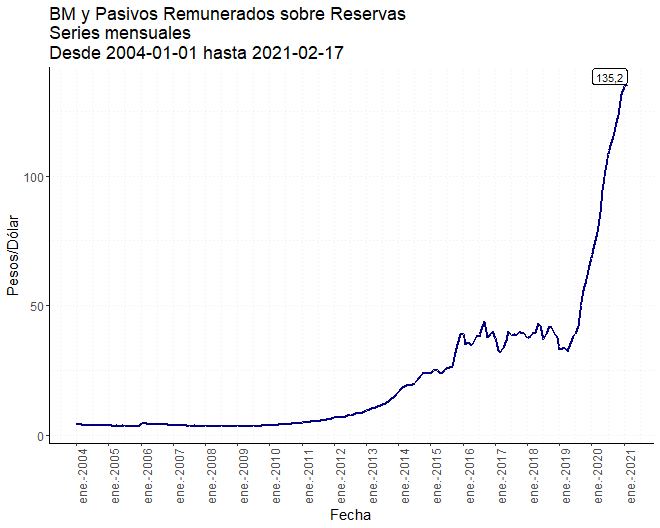 BM y Pasivos Remunerados sobre Reservas
Series mensuales
Desde 2004-01-01 hasta 2021-02-17
135,2
Pesos/Dólar
100
50
0
ene.-2004
ene.-2005
ene.-2006
ene.-2007
ene.-2008
ene.-2009
ene.-2010
ene.-2011
ene.-2012
ene.-2013
ene.-2014
ene.-2015
ene.-2016
ene.-2017
ene.-2018
ene.-2019
ene.-2020
ene.-2021
Fecha